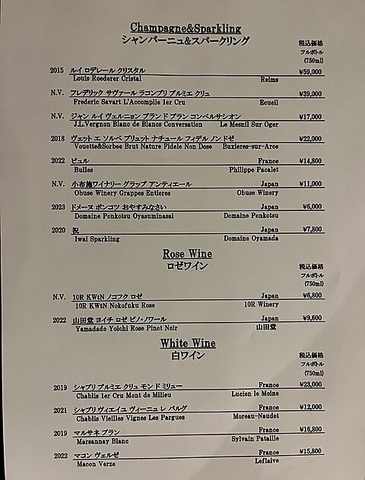 Champagne&Sparkling
シャンパーニュ&スパークリング
税込価格
フルボトル
(750ml)
2015 ルイ ロデレール クリスタル ¥59,000
Louis Roederer Cristal Reims
N.V. フレデリック サヴァール ラコンプリ プルミエ クリュ ¥39,000
Frederic Savart L'Accomplie 1er Cru Ecueil
N.V. ジャン ルイ ヴェルニョン ブランド ブラン コンベルシオン ¥17,000
J.L.Vergnon Blanc de Blancs Conversation Le Mesnil Sur Oger
2018 ヴェット エ ソルベ ブリュット ナチュール フィデル ノンドゼ ¥22,000
Vouette&Sorbee Brut Nature Fidele Non Dose Buxieres-sur-Arce
2022 ビュル France ¥14,800
Bulles Philippe Pacalet
N.V. 小布施ワイナリー グラップ アンティエール Japan ¥11,000
Obuse Winery Grappes Entieres Obuse Winery
2023 ドメーヌ ポンコツ おやすみなさい Japan ¥6,000
Domaine Ponkotsu Oyasuminasai Domaine Ponkotsu
2020 祝 Japan ¥7,800
Iwai Sparkling Domaine Oyamada
Rose Wine
ロゼワイン
税込価格
フルボトル
(750ml)
N.V. 10R KWtN ノコフク ロゼ Japan ¥6,800
10R KWtN Nokofuku Rose 10R Winery
2022 山田堂 ヨイチ ロゼ ピノ・ノワール Japan ¥9,600
Yamadado Yoichi Rose Pinot Noir 山田堂
White Wine
白ワイン
税込価格
フルボトル
(750ml)
2019 シャブリ プルミエ クリュ モンド ミリュー France ¥23,000
Chablis 1er Cru Mont de Milieu Lucien le Moine
2021 シャブリ ヴィエイユ ヴィーニュ レ パルグ France ¥12,000
Chablis Vieilles Vignes Les Pargues Moreau-Naudet
2019 マルサネ ブラン France ¥16,800
Marsannay Blanc Sylvain Pataille
2022 マコン ヴェルゼ France ¥15,800
Macon Verze Leflaive